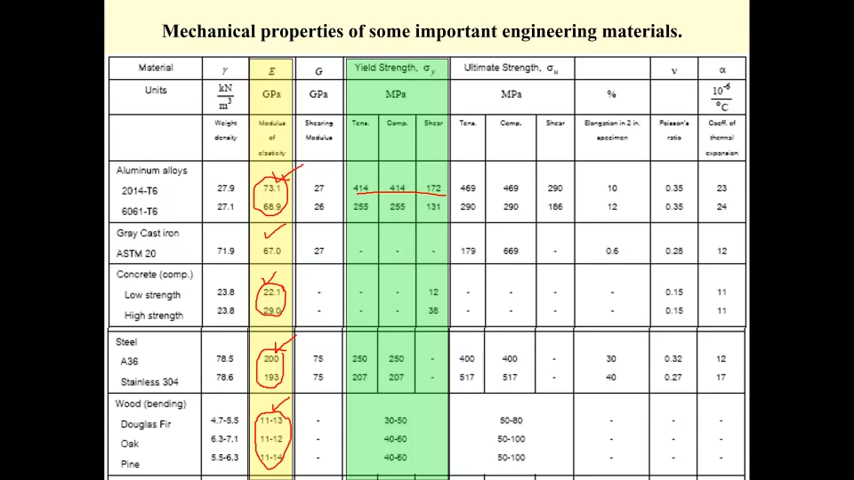 Mechanical properties of some important engineering materials.
Material γ E G Yield Strength, σy Ultimate Strength, σu ν α
Units kN/m³ GPa GPa MPa MPa % 10⁻⁶/°C
Weight density Modulus of elasticity Shearing Modulus Tens. Comp. Shear Tens. Comp. Shear Elongation in 2 in. specimen Poisson's ratio Coeff. of thermal expansion
Aluminum alloys
2014-T6 27.9 73.1 27 414 414 172 469 469 290 10 0.35 23
6061-T6 27.1 68.9 26 255 255 131 290 290 186 12 0.35 24
Gray Cast iron
ASTM 20 71.9 67.0 27 - - - 179 669 - 0.6 0.28 12
Concrete (comp.)
Low strength 23.8 22.1 - - - 12 - - - - 0.15 11
High strength 23.8 29.0 - - - 38 - - - - 0.15 11
Steel
A36 78.5 200 75 250 250 - 400 400 - 30 0.32 12
Stainless 304 78.6 193 75 207 207 - 517 517 - 40 0.27 17
Wood (bending)
Douglas Fir 4.7-5.5 11-13 - 30-50 50-80 - - -
Oak 6.3-7.1 11-12 - 40-60 50-100 - - -
Pine 5.5-6.3 11-14 - 40-60 50-100 - - -